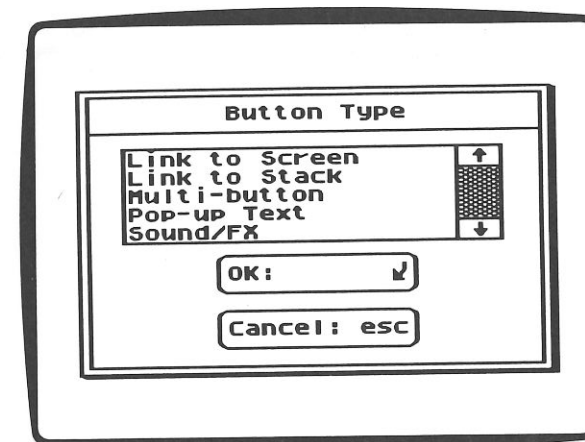 Button Type
Link to Screen
Link to Stack
Multi-button
Pop-up Text
Sound/FX
OK:
Cancel: esc